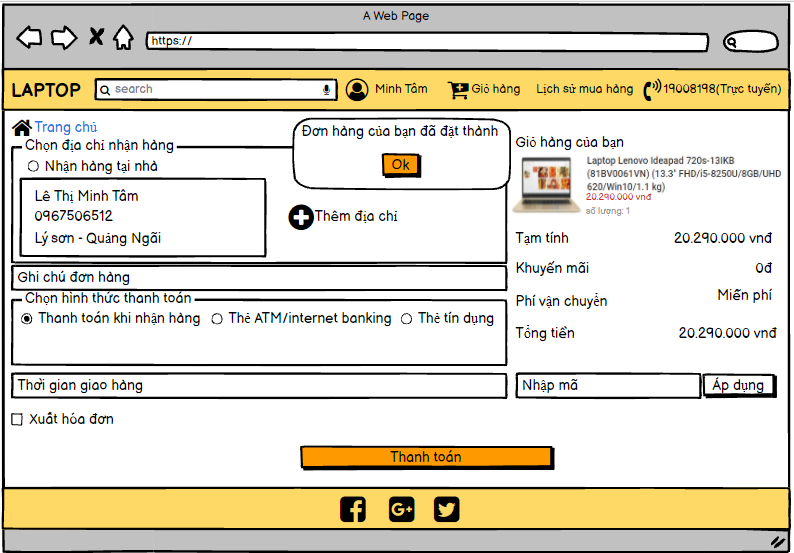 A Web Page
https://
LAPTOP
search
Minh Tâm
Giỏ hàng
Lịch sử mua hàng
19008198(Trực tuyến)
Trang chủ
Chọn địa chỉ nhận hàng
Nhận hàng tại nhà
Lê Thị Minh Tâm
0967506512
Lý sơn - Quảng Ngãi
Thêm địa chỉ
Đơn hàng của bạn đã đặt thành
Ok
Ghi chú đơn hàng
Chọn hình thức thanh toán
Thanh toán khi nhận hàng
Thẻ ATM/internet banking
Thẻ tín dụng
Thời gian giao hàng
Xuất hóa đơn
Giỏ hàng của bạn
Laptop Lenovo Ideapad 720s-13IKB
(81BV0061VN) (13.3" FHD/i5-8250U/8GB/UHD
620/Win10/1.1 kg)
20.290.000 vnđ
số lượng: 1
Tạm tính 20.290.000 vnđ
Khuyến mãi 0đ
Phí vận chuyển Miến phí
Tổng tiền 20.290.000 vnđ
Nhập mã
Áp dụng
Thanh toán